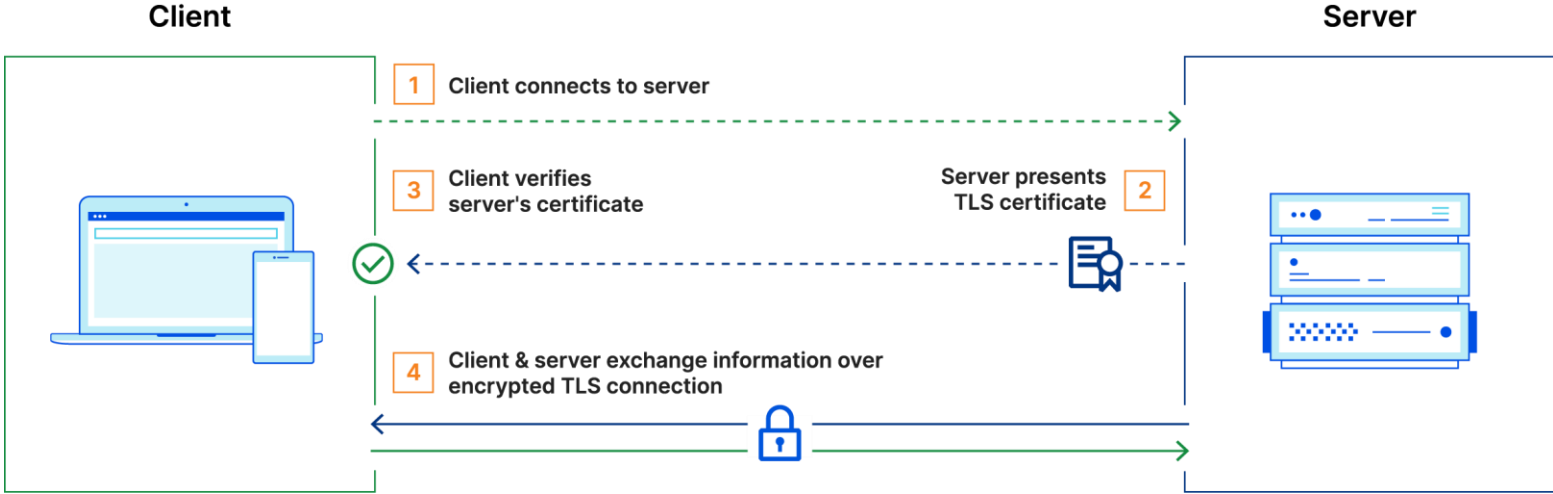 Client
Server
1
Client connects to server
3
Client verifies
server's certificate
Server presents
TLS certificate
2
4
Client & server exchange information over
encrypted TLS connection